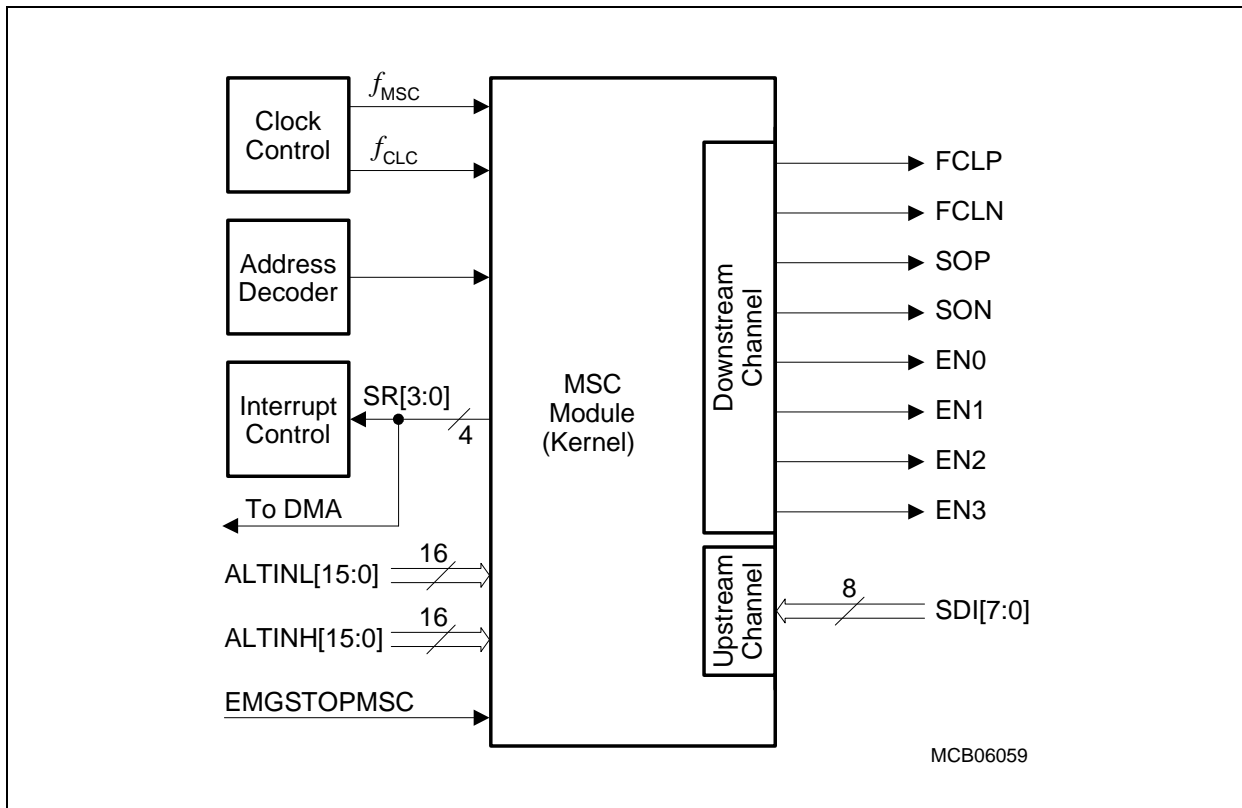 Clock
Control
f MSC
f CLC
Address
Decoder
Interrupt
Control
SR[3:0]
4
To DMA
ALTINL[15:0]
16
ALTINH[15:0]
16
EMGSTOPMSC
MSC
Module
(Kernel)
Downstream
Channel
Upstream
Channel
FCLP
FCLN
SOP
SON
EN0
EN1
EN2
EN3
8
SDI[7:0]
MCB06059